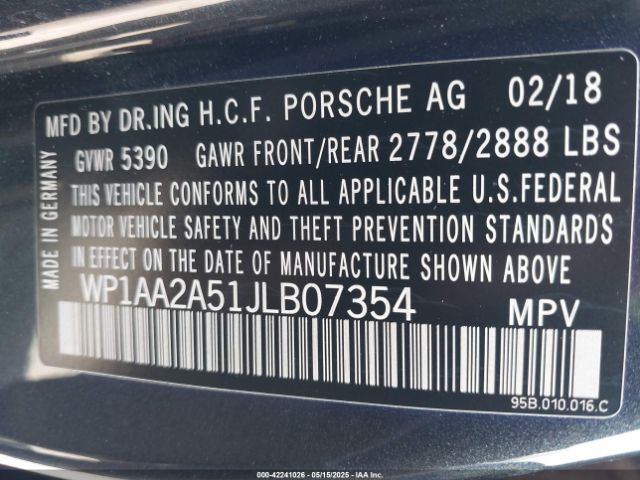 MFD BY DR.ING H.C.F. PORSCHE AG 02/18
GVWR 5390 GAWR FRONT/REAR 2778/2888 LBS
THIS VEHICLE CONFORMS TO ALL APPLICABLE U.S.FEDERAL
MOTOR VEHICLE SAFETY AND THEFT PREVENTION STANDARDS
IN EFFECT ON THE DATE OF MANUFACTURE SHOWN ABOVE
MADE IN GERMANY
WP1AA2A51JLB07354 MPV
95B.010.016.C
000-42241026 - 05/15/2025 - IAA Inc.